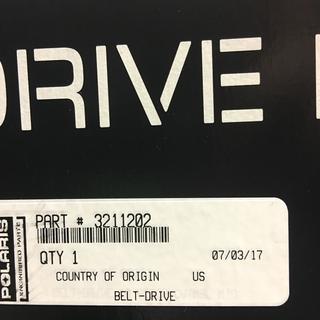 DRIVE
PART # 3211202
QTY 1 07/03/17
COUNTRY OF ORIGIN US
BELT-DRIVE
POLARIS
ENGINEERED PARTS